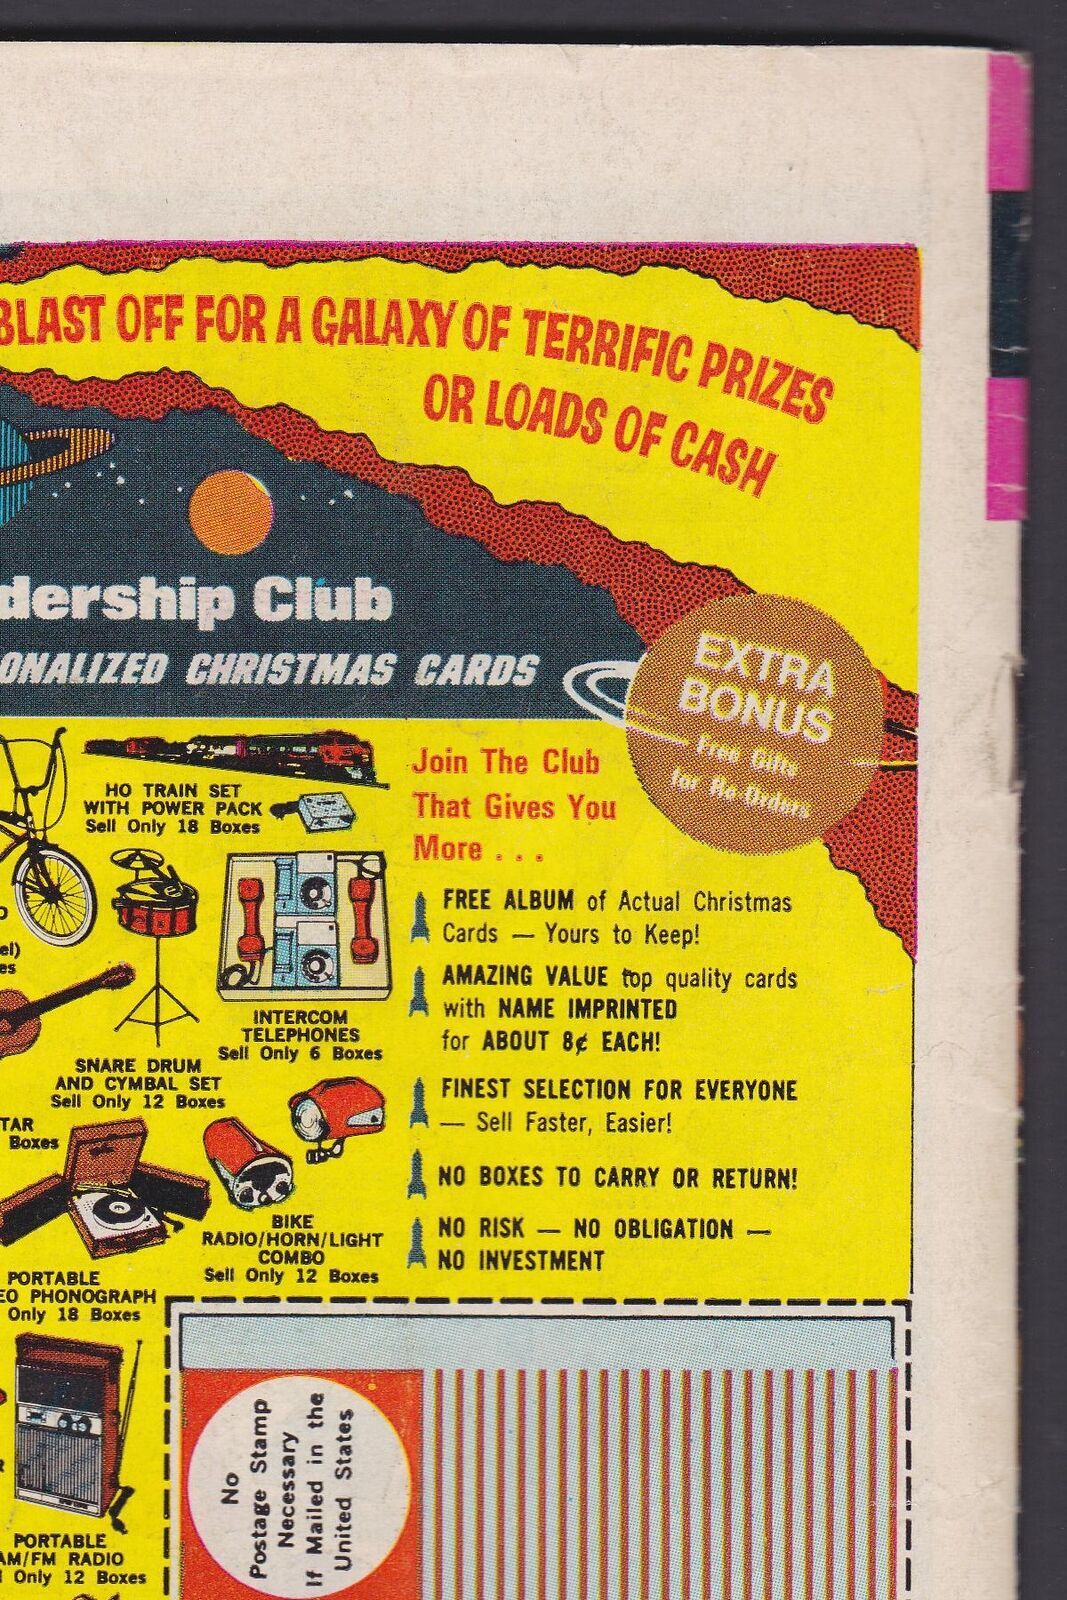 BLAST OFF FOR A GALAXY OF TERRIFIC PRIZES
OR LOADS OF CASH
dership Club
ONALIZED CHRISTMAS CARDS
EXTRA
BONUS
Free Gifts
for Re-Orders
HO TRAIN SET
WITH POWER PACK
Sell Only 18 Boxes
INTERCOM
TELEPHONES
Sell Only 6 Boxes
SNARE DRUM
AND CYMBAL SET
Sell Only 12 Boxes
el)
es
TAR
Boxes
BIKE
RADIO/HORN/LIGHT
COMBO
Sell Only 12 Boxes
PORTABLE
EO PHONOGRAPH
Only 18 Boxes
PORTABLE
AM/FM RADIO
l Only 12 Boxes
Join The Club
That Gives You
More . . .
FREE ALBUM of Actual Christmas
Cards — Yours to Keep!
AMAZING VALUE top quality cards
with NAME IMPRINTED
for ABOUT 8¢ EACH!
FINEST SELECTION FOR EVERYONE
— Sell Faster, Easier!
NO BOXES TO CARRY OR RETURN!
NO RISK — NO OBLIGATION —
NO INVESTMENT
No
Postage Stamp
Necessary
If Mailed in the
United States